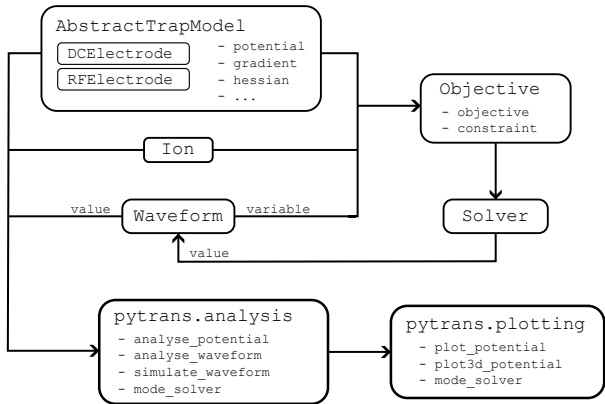 AbstractTrapModel
DCElectrode
RFElectrode
- potential
- gradient
- hessian
- ...
Objective
- objective
- constraint
Ion
value
Waveform
variable
Solver
value
pytrans.analysis
- analyse_potential
- analyse_waveform
- simulate_waveform
- mode_solver
pytrans.plotting
- plot_potential
- plot3d_potential
- mode_solver